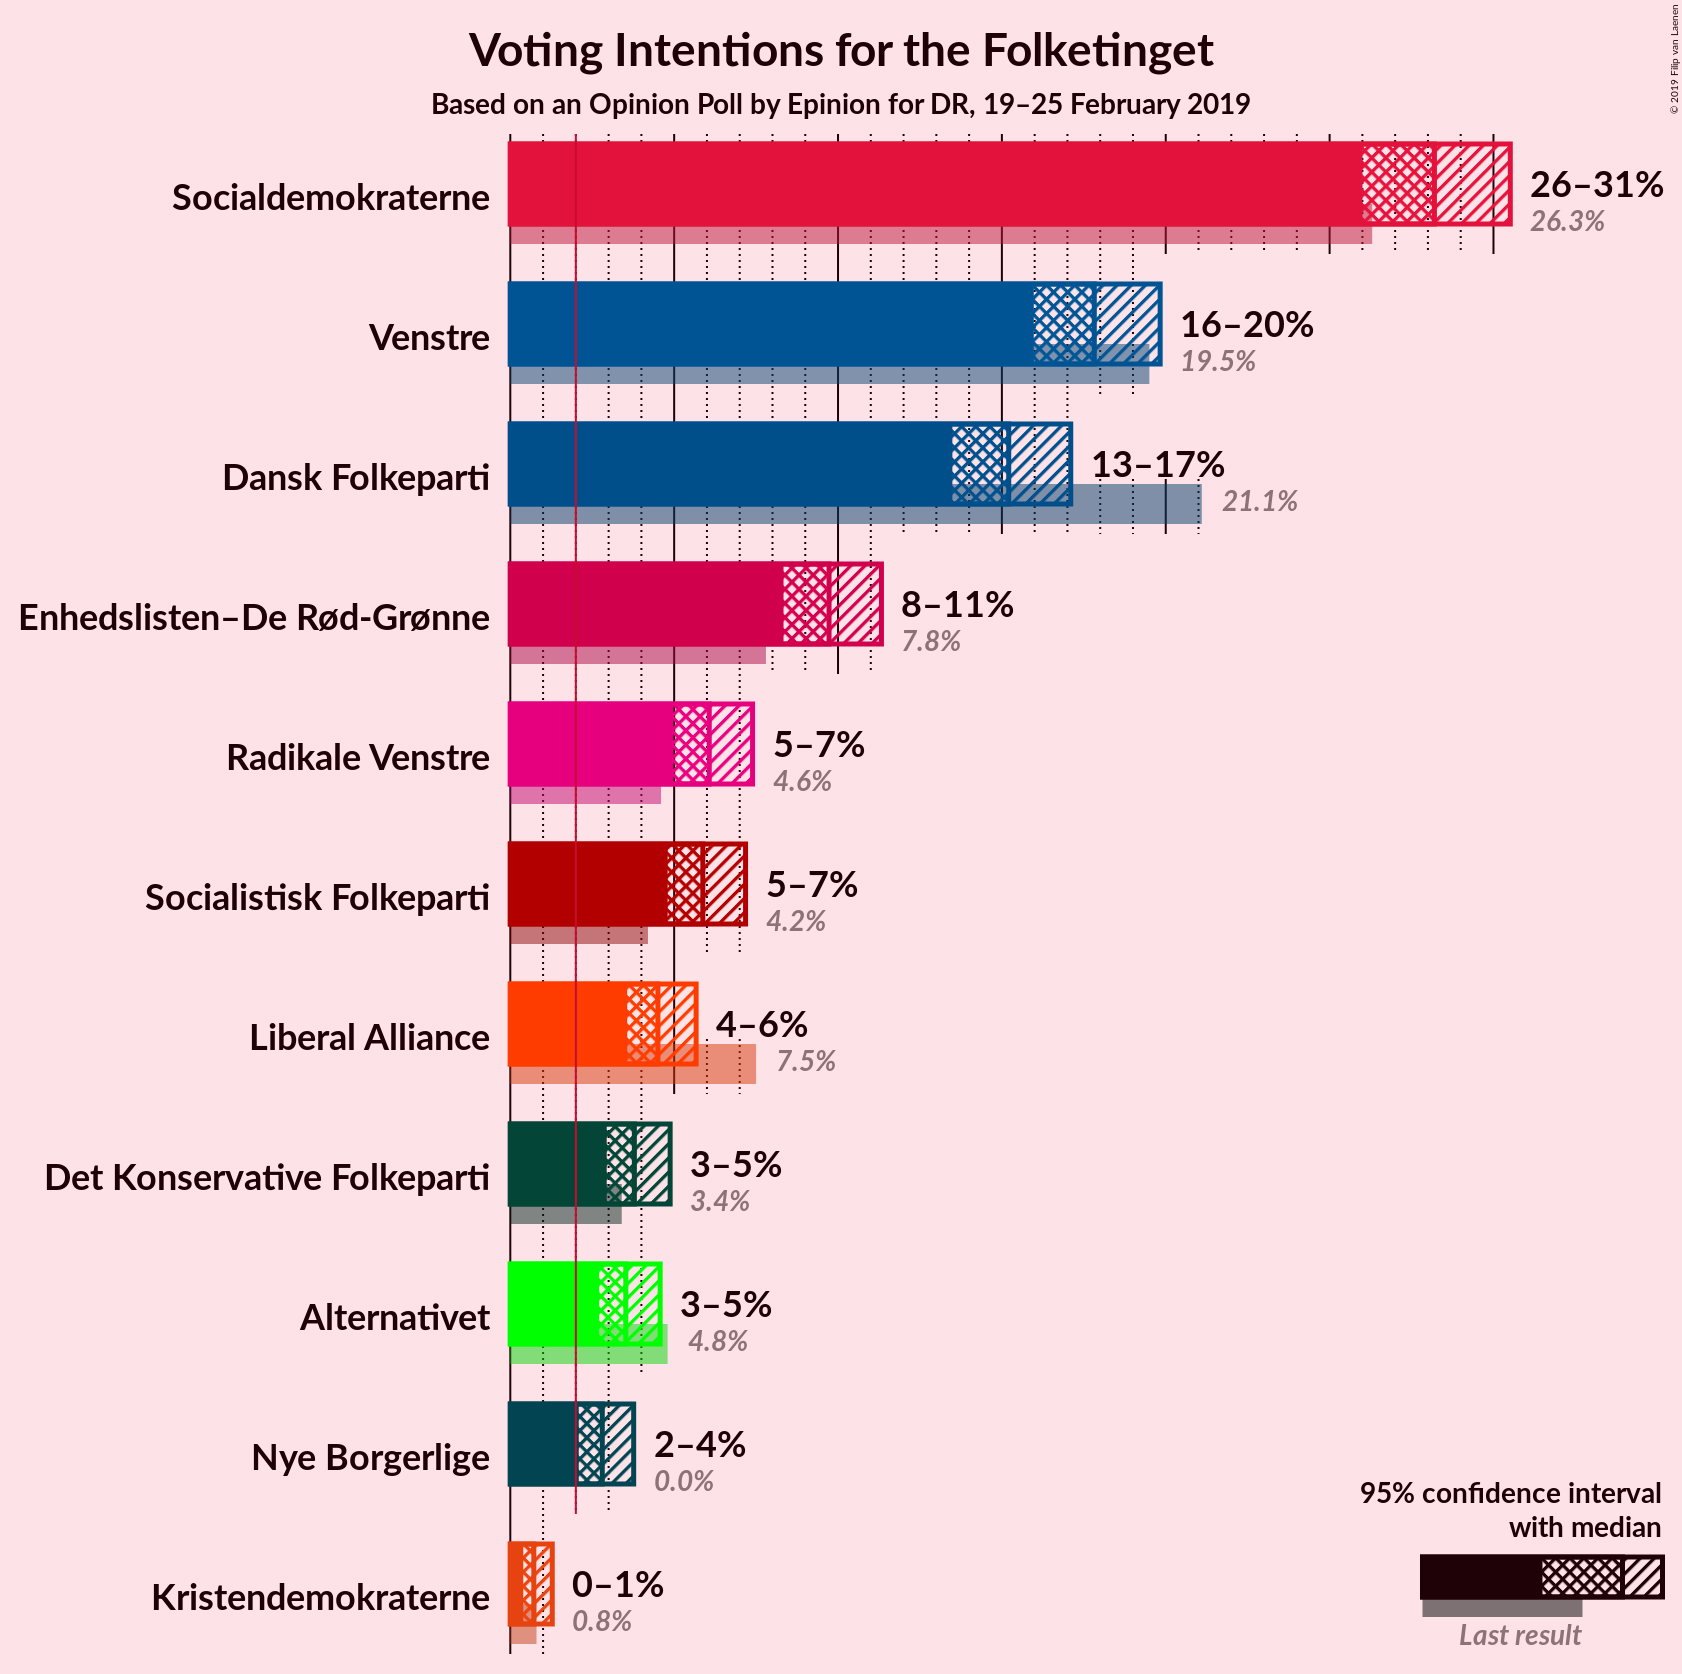 Voting Intentions for the Folketinget
Based on an Opinion Poll by Epinion for DR, 19–25 February 2019
© 2019 Filip van Laenen
Socialdemokraterne
26–31%
26.3%
Venstre
16–20%
19.5%
Dansk Folkeparti
13–17%
21.1%
Enhedslisten–De Rød-Grønne
8–11%
7.8%
Radikale Venstre
5–7%
4.6%
Socialistisk Folkeparti
5–7%
4.2%
Liberal Alliance
4–6%
7.5%
Det Konservative Folkeparti
3–5%
3.4%
Alternativet
3–5%
4.8%
Nye Borgerlige
2–4%
0.0%
Kristendemokraterne
0–1%
0.8%
95% confidence interval
with median
Last result